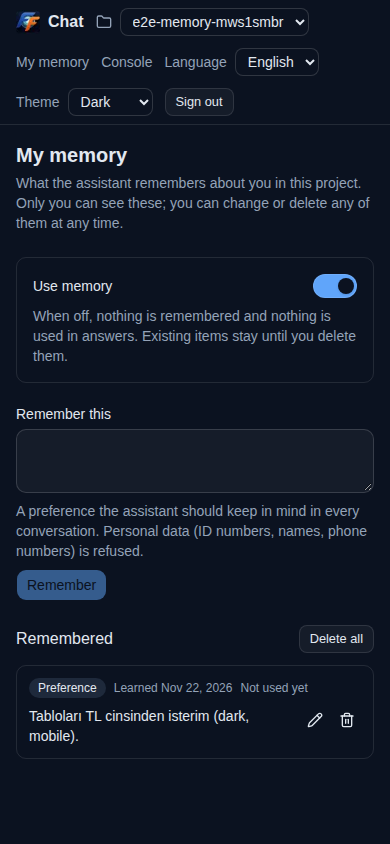 Chat e2e-memory-mws1smbr
My memory Console Language English
Theme Dark Sign out
My memory
What the assistant remembers about you in this project.
Only you can see these; you can change or delete any of
them at any time.
Use memory
When off, nothing is remembered and nothing is
used in answers. Existing items stay until you delete
them.
Remember this
A preference the assistant should keep in mind in every
conversation. Personal data (ID numbers, names, phone
numbers) is refused.
Remember
Remembered Delete all
Preference Learned Nov 22, 2026 Not used yet
Tabloları TL cinsinden isterim (dark,
mobile).